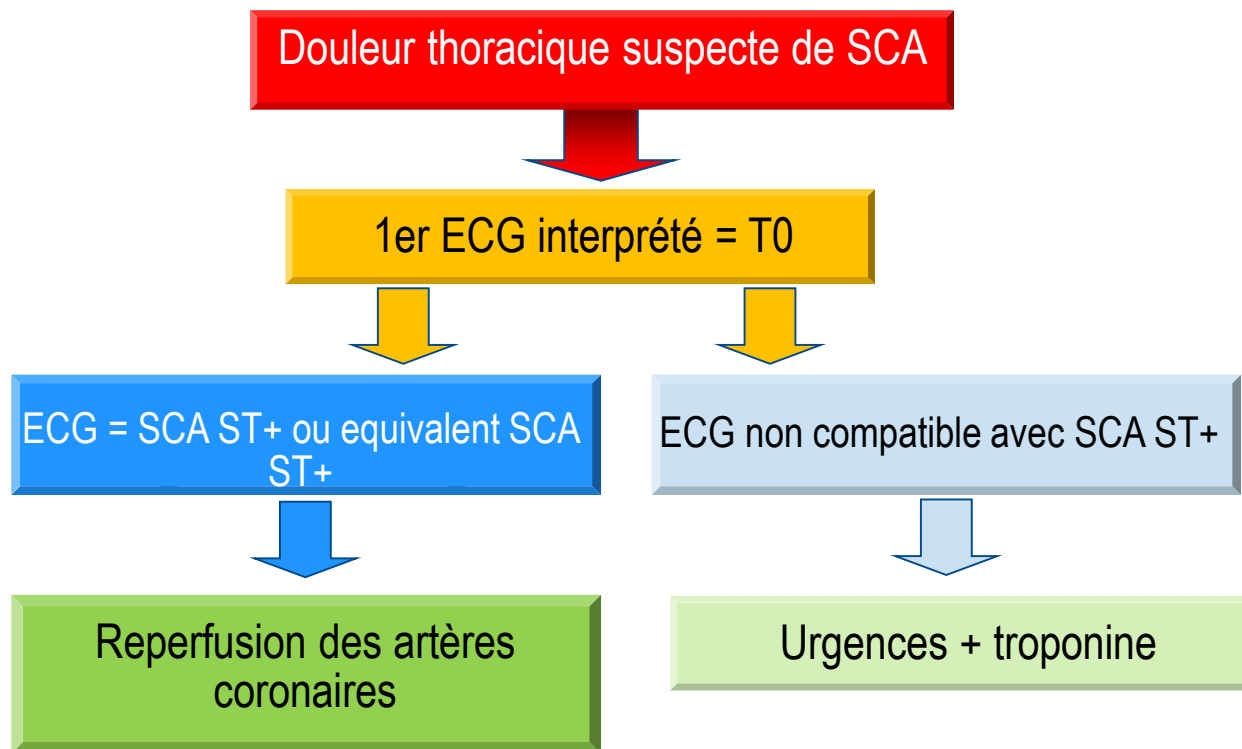 Douleur thoracique suspecte de SCA
1er ECG interprété = T0
ECG = SCA ST+ ou equivalent SCA
ST+
ECG non compatible avec SCA ST+
Reperfusion des artères
coronaires
Urgences + troponine